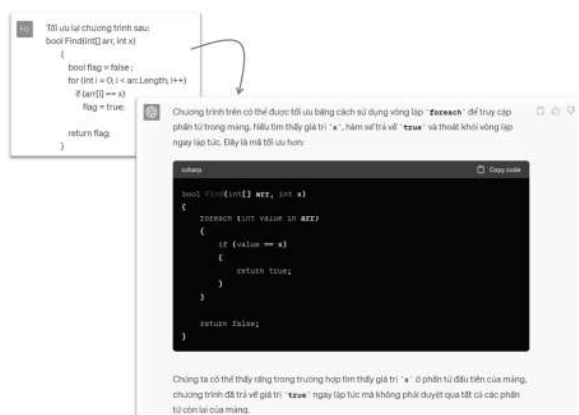 Tối ưu lại chương trình sau:
bool Find(int[] arr, int x)
{
bool flag = false ;
for (int i = 0; i < arr.Length; i++)
if (arr[i] == x)
flag = true;
return flag;
}
Chương trình trên có thể được tối ưu bằng cách sử dụng vòng lặp `foreach` để truy cập
phần tử trong mảng. Nếu tìm thấy giá trị `x`, hàm sẽ trả về `true` và thoát khỏi vòng lặp
ngay lập tức. Đây là mã tối ưu hơn:
csharp
Copy code
bool Find(int[] arr, int x)
{
foreach (int value in arr)
{
if (value == x)
{
return true;
}
}
return false;
}
Chúng ta có thể thấy rằng trong trường hợp tìm thấy giá trị `x` ở phần tử đầu tiên của mảng,
chương trình đã trả về giá trị `true` ngay lập tức mà không phải duyệt qua tất cả các phần
tử còn lại của mảng.